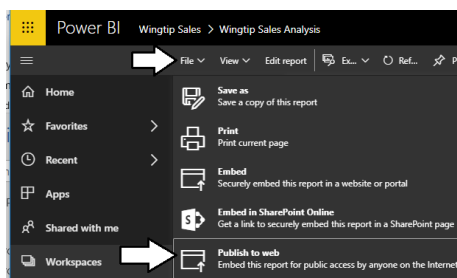 Power BI Wingtip Sales > Wingtip Sales Analysis
File View Edit report Ex... Ref...
Home
Favorites
Recent
Apps
Shared with me
Workspaces
Save as
Save a copy of this report
Print
Print current page
Embed
Securely embed this report in a website or portal
Embed in SharePoint Online
Get a link to securely embed this report in a SharePoint page
Publish to web
Embed this report for public access by anyone on the Internet